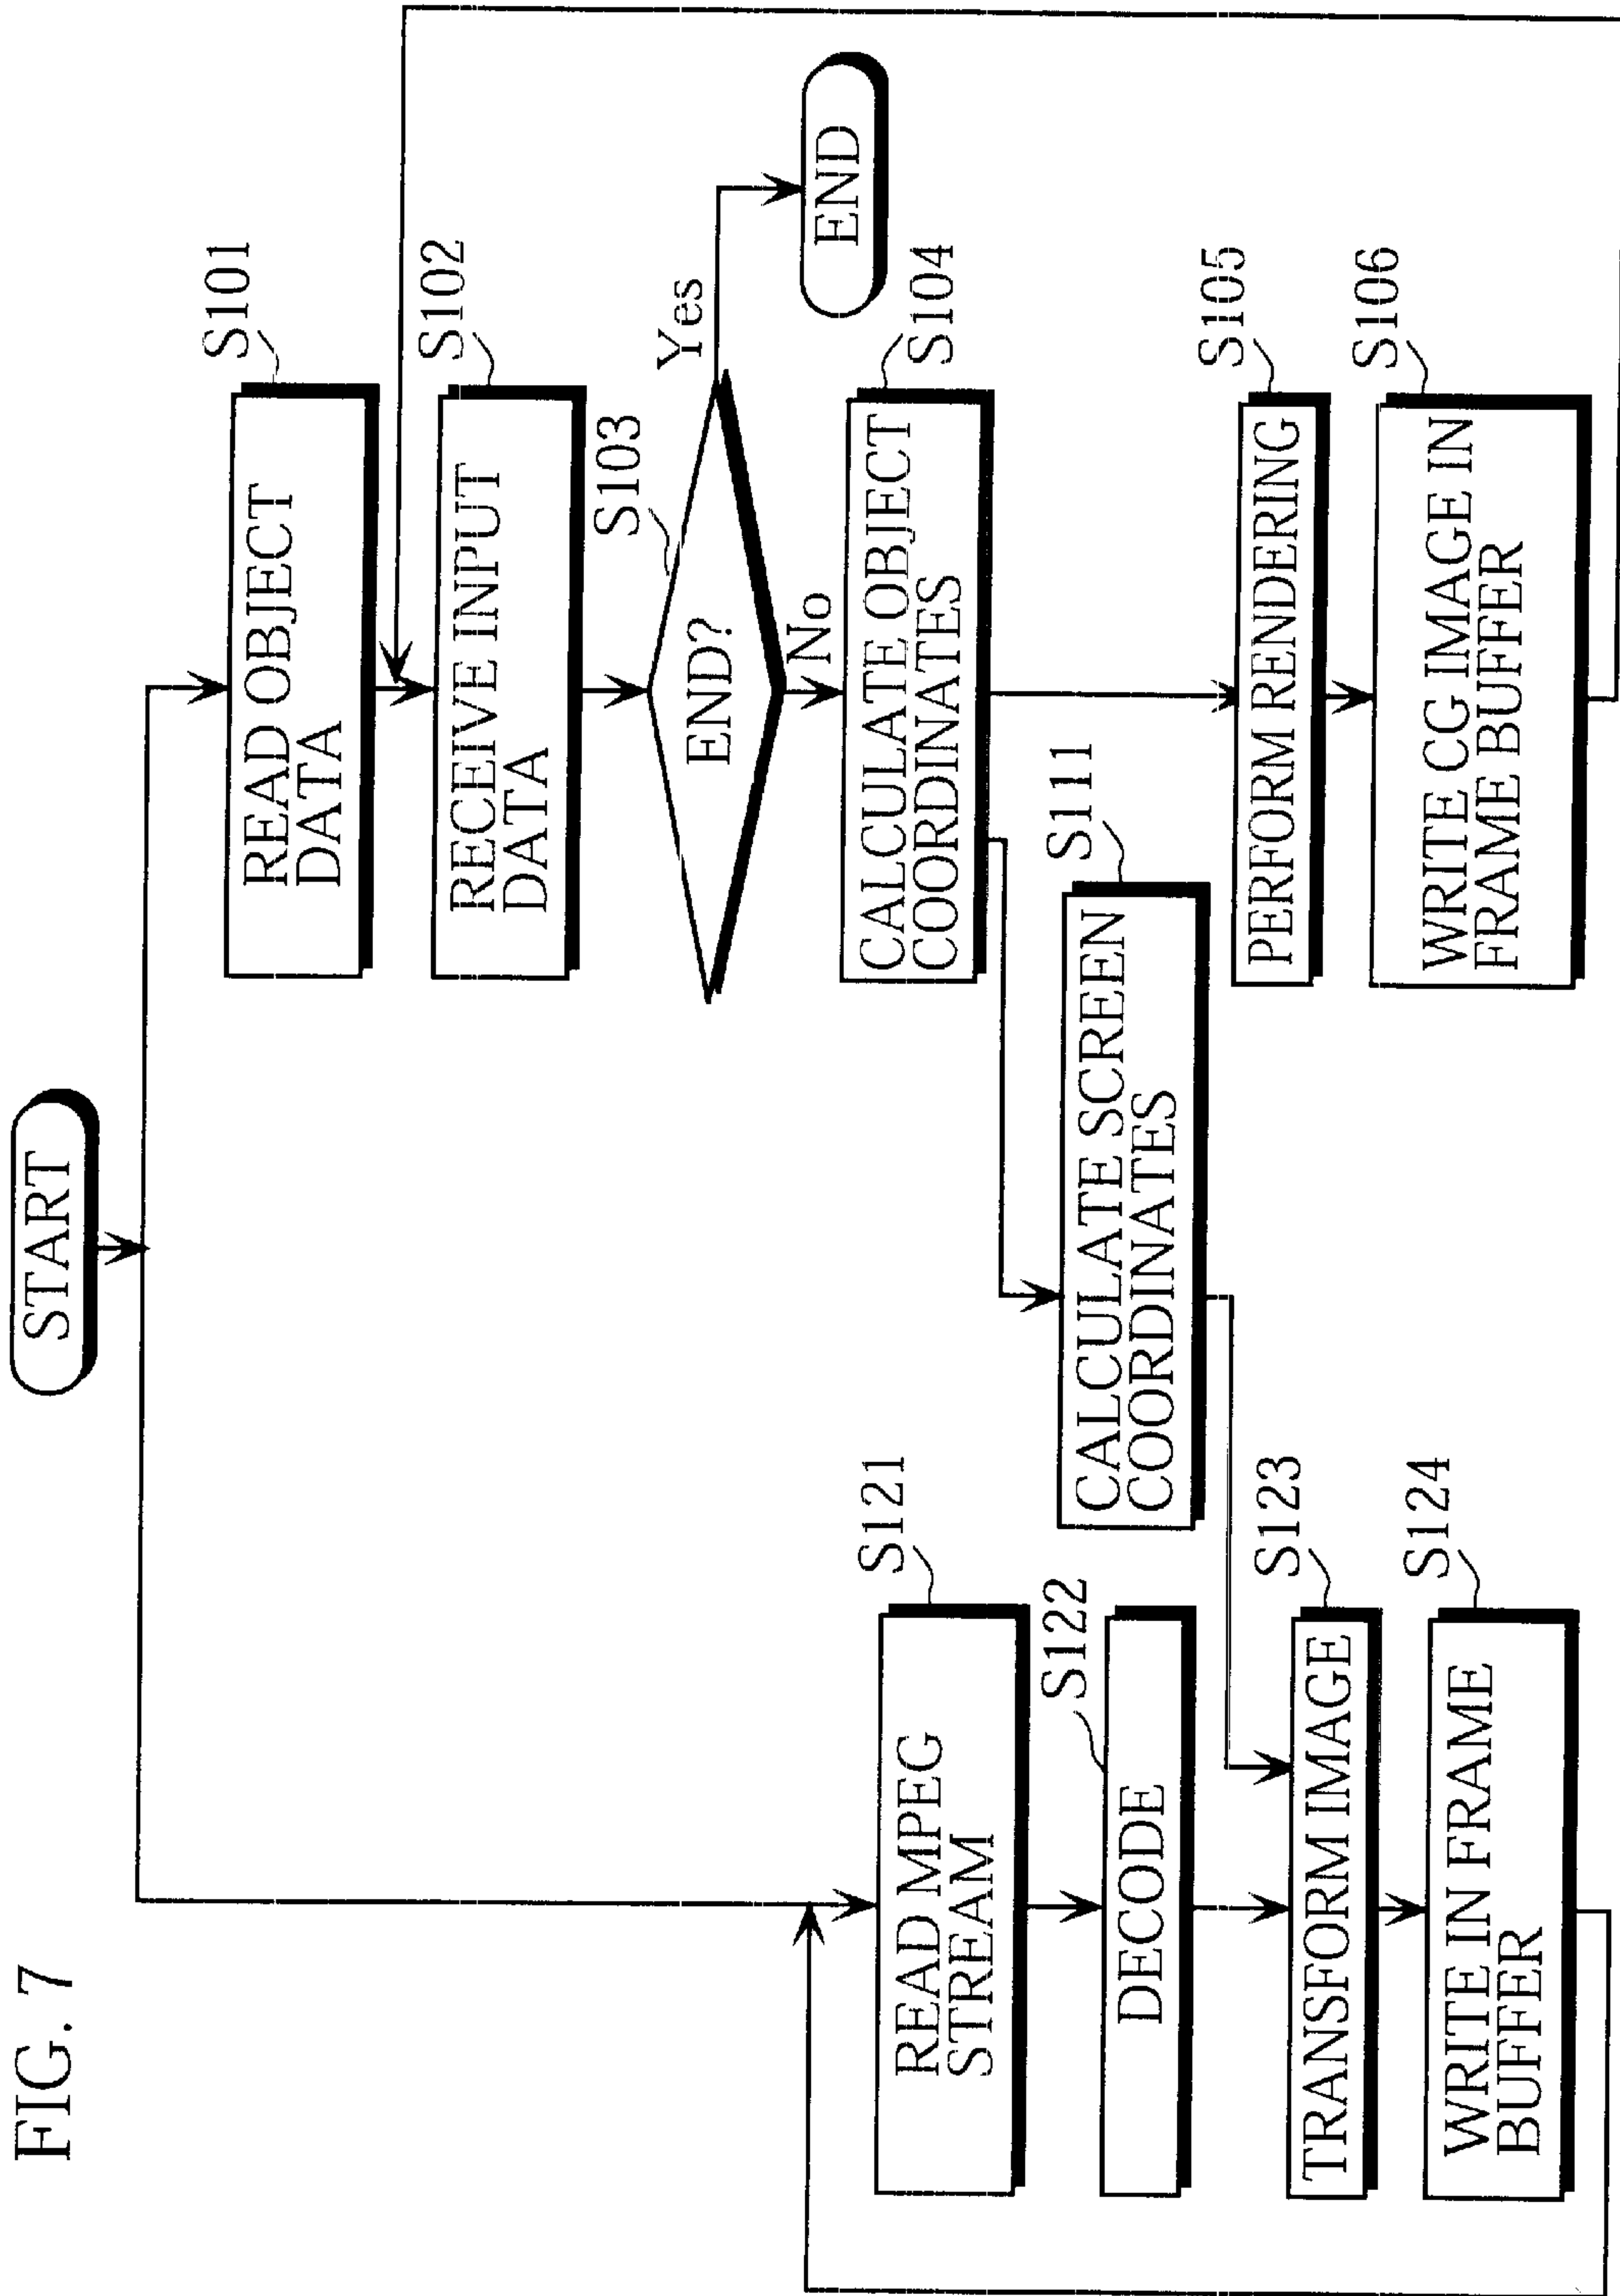 FIG. 7
START
READ OBJECT
DATA
S101
RECEIVE INPUT
DATA
S102
END?
S103
Yes
No
END
CALCULATE OBJECT
COORDINATES
S104
CALCULATE SCREEN
COORDINATES
S111
PERFORM RENDERING
S105
WRITE CG IMAGE IN
FRAME BUFFER
S106
READ MPEG
STREAM
S121
DECODE
S122
TRANSFORM IMAGE
S123
WRITE IN FRAME
BUFFER
S124